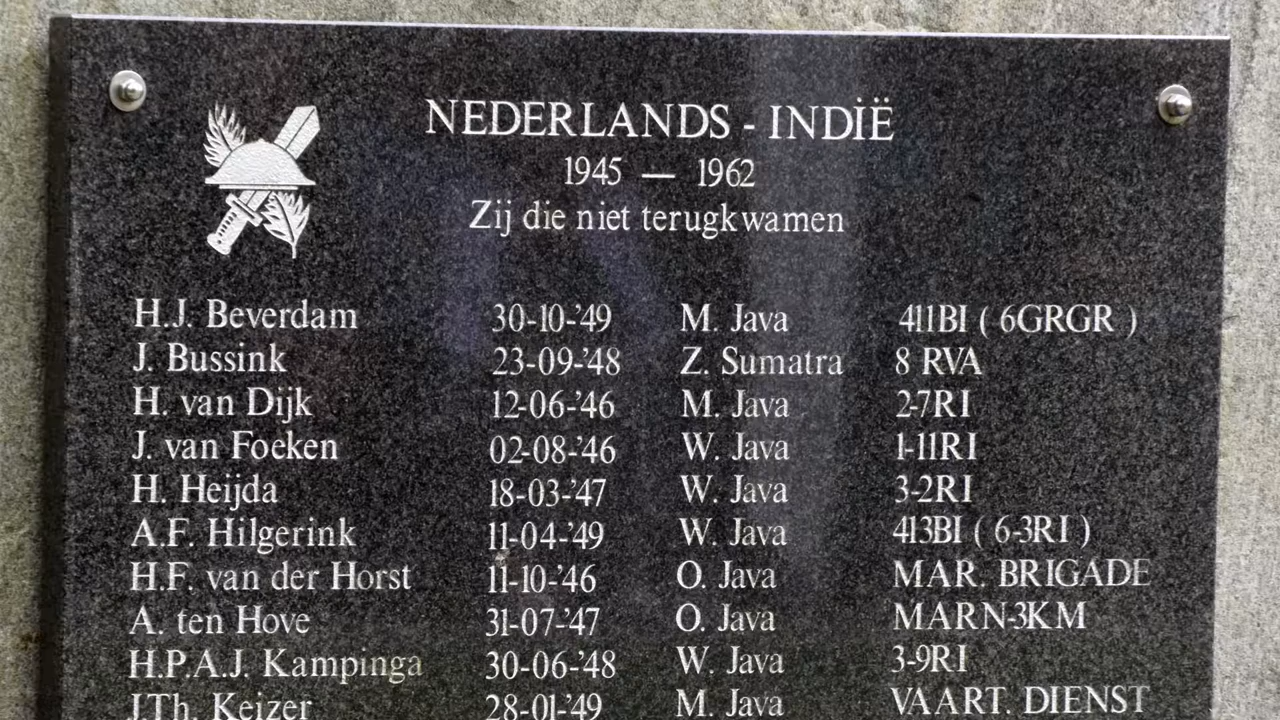 NEDERLANDS - INDIË
1945 — 1962
Zij die niet terugkwamen
H.J. Beverdam 30-10-'49 M. Java 411BI ( 6GRGR )
J. Bussink 23-09-'48 Z. Sumatra 8 RVA
H. van Dijk 12-06-'46 M. Java 2-7RI
J. van Foeken 02-08-'46 W. Java 1-11RI
H. Heijda 18-03-'47 W. Java 3-2RI
A.F. Hilgerink 11-04-'49 W. Java 413BI ( 6-3RI )
H.F. van der Horst 11-10-'46 O. Java MAR. BRIGADE
A. ten Hove 31-07-'47 O. Java MARN-3KM
H.P.A.J. Kampinga 30-06-'48 W. Java 3-9RI
J.Th. Keizer 28-01-'49 M. Java VAART. DIENST